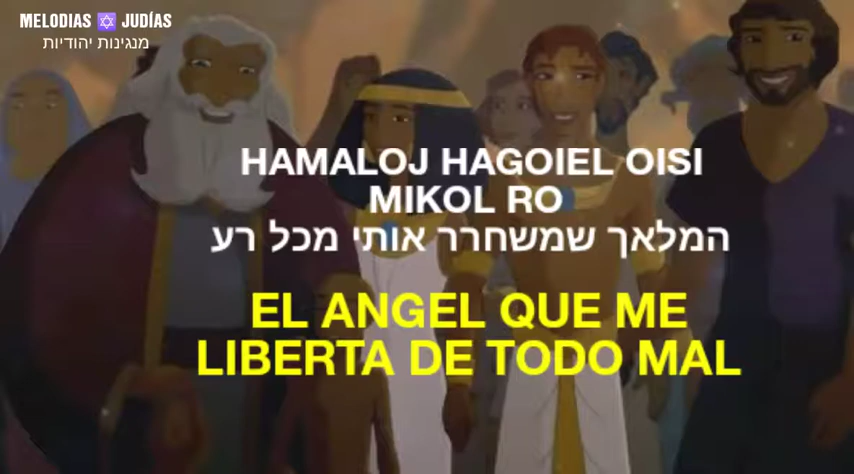 MELODIAS ✡ JUDÍAS
מנגינות יהודיות
HAMALOJ HAGOIEL OISI
MIKOL RO
המלאך שמשחרר אותי מכל רע
EL ANGEL QUE ME
LIBERTA DE TODO MAL